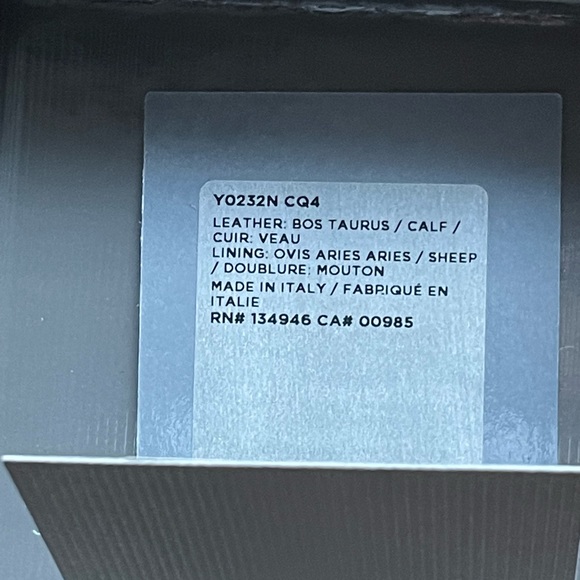 Y0232N CQ4
LEATHER: BOS TAURUS / CALF /
CUIR: VEAU
LINING: OVIS ARIES ARIES / SHEEP
/ DOUBLURE: MOUTON
MADE IN ITALY / FABRIQUÉ EN
ITALIE
RN# 134946 CA# 00985